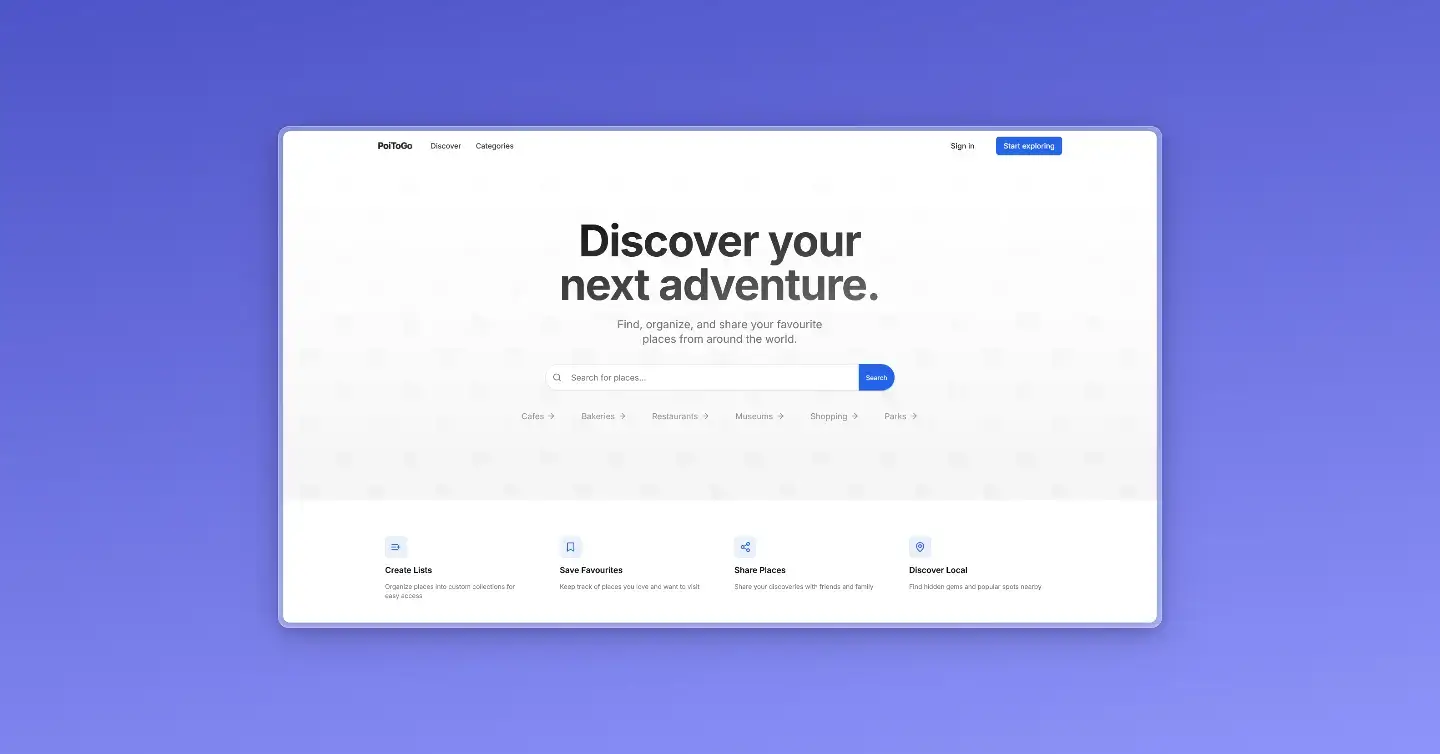 PoiToGo
Discover
Categories
Sign in
Start exploring
Discover your
next adventure.
Find, organize, and share your favourite
places from around the world.
Search for places...
Search
Cafes
Bakeries
Restaurants
Museums
Shopping
Parks
Create Lists
Organize places into custom collections for
easy access
Save Favourites
Keep track of places you love and want to visit
Share Places
Share your discoveries with friends and family
Discover Local
Find hidden gems and popular spots nearby